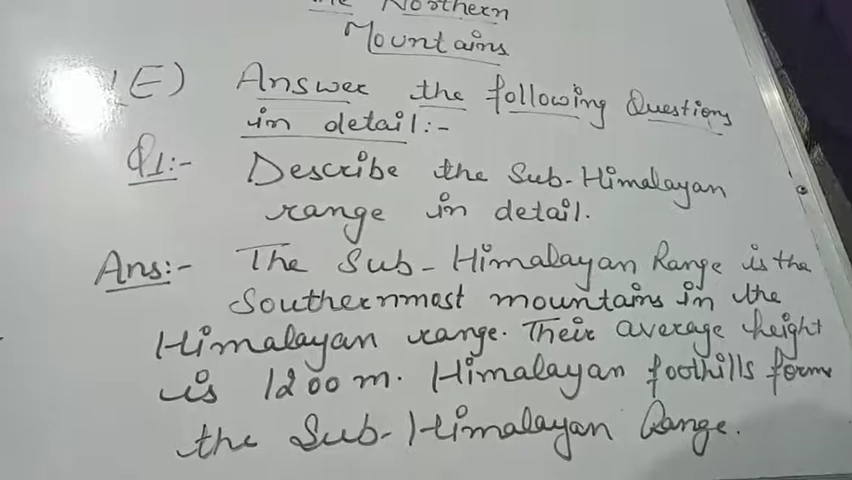 The Northern
Mountains
(E) Answer the following Questions
in detail:-
Q1:- Describe the Sub-Himalayan
range in detail.
Ans:- The Sub-Himalayan Range is the
Southernmost mountains in the
Himalayan range. Their average height
is 1200 m. Himalayan foothills form
the Sub-Himalayan Range.